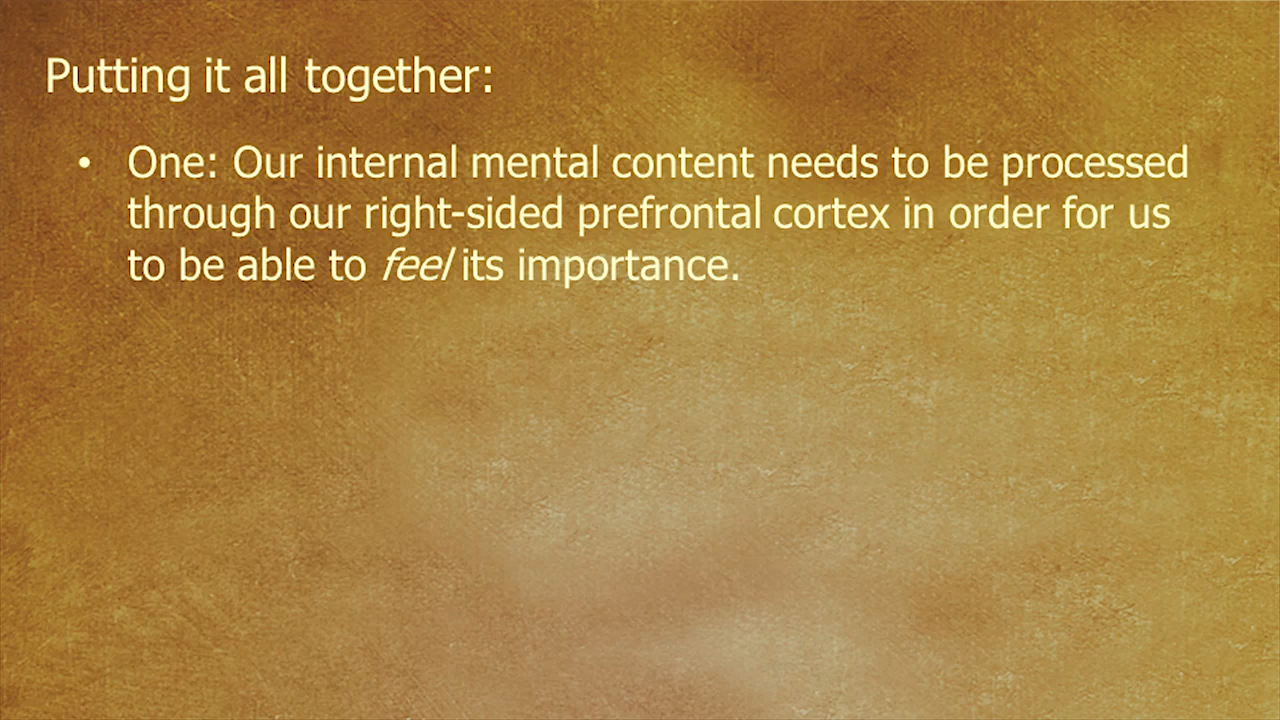 Putting it all together:
• One: Our internal mental content needs to be processed
through our right-sided prefrontal cortex in order for us
to be able to feel its importance.